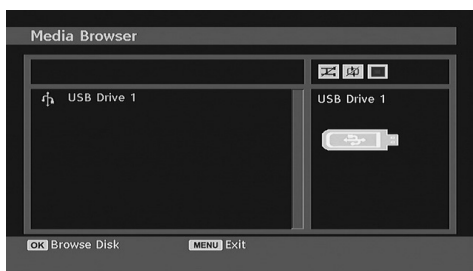 Media Browser
USB Drive 1
USB Drive 1
OK Browse Disk MENU Exit